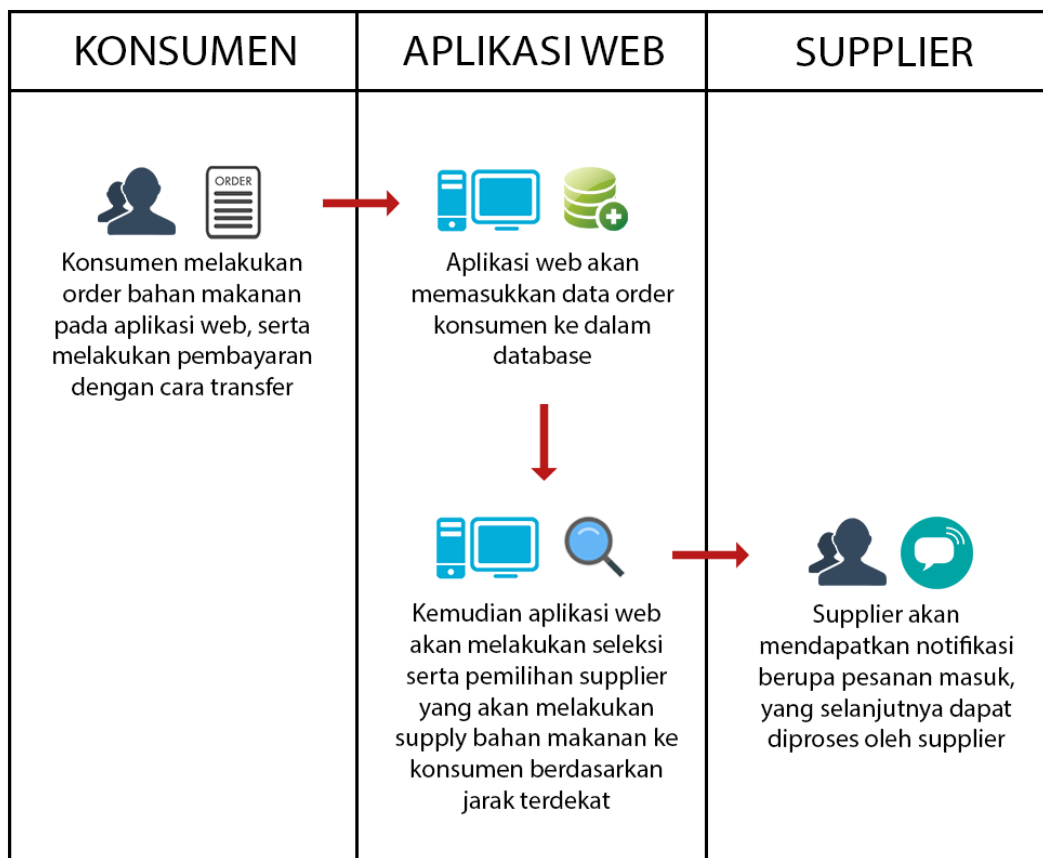 KONSUMEN
APLIKASI WEB
SUPPLIER
ORDER
Konsumen melakukan
order bahan makanan
pada aplikasi web, serta
melakukan pembayaran
dengan cara transfer
Aplikasi web akan
memasukkan data order
konsumen ke dalam
database
Kemudian aplikasi web
akan melakukan seleksi
serta pemilihan supplier
yang akan melakukan
supply bahan makanan ke
konsumen berdasarkan
jarak terdekat
Supplier akan
mendapatkan notifikasi
berupa pesanan masuk,
yang selanjutnya dapat
diproses oleh supplier